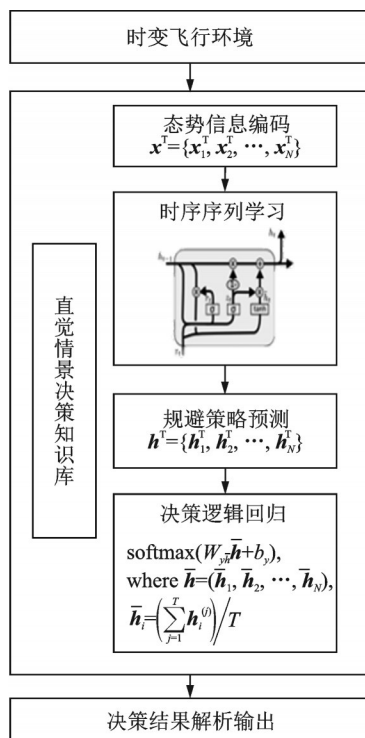 时变飞行环境
态势信息编码
x^T={x_1^T, x_2^T, ⋯, x_N^T}
时序序列学习
直觉情景决策知识库
规避策略预测
h^T={h_1^T, h_2^T, ⋯, h_N^T}
决策逻辑回归
softmax(W_{yh̅}h̅+b_y),
where h̅=(h̅_1, h̅_2, ⋯, h̅_N),
h̅_i=(∑_{j=1}^{T}h_i^{(j)})/T
决策结果解析输出